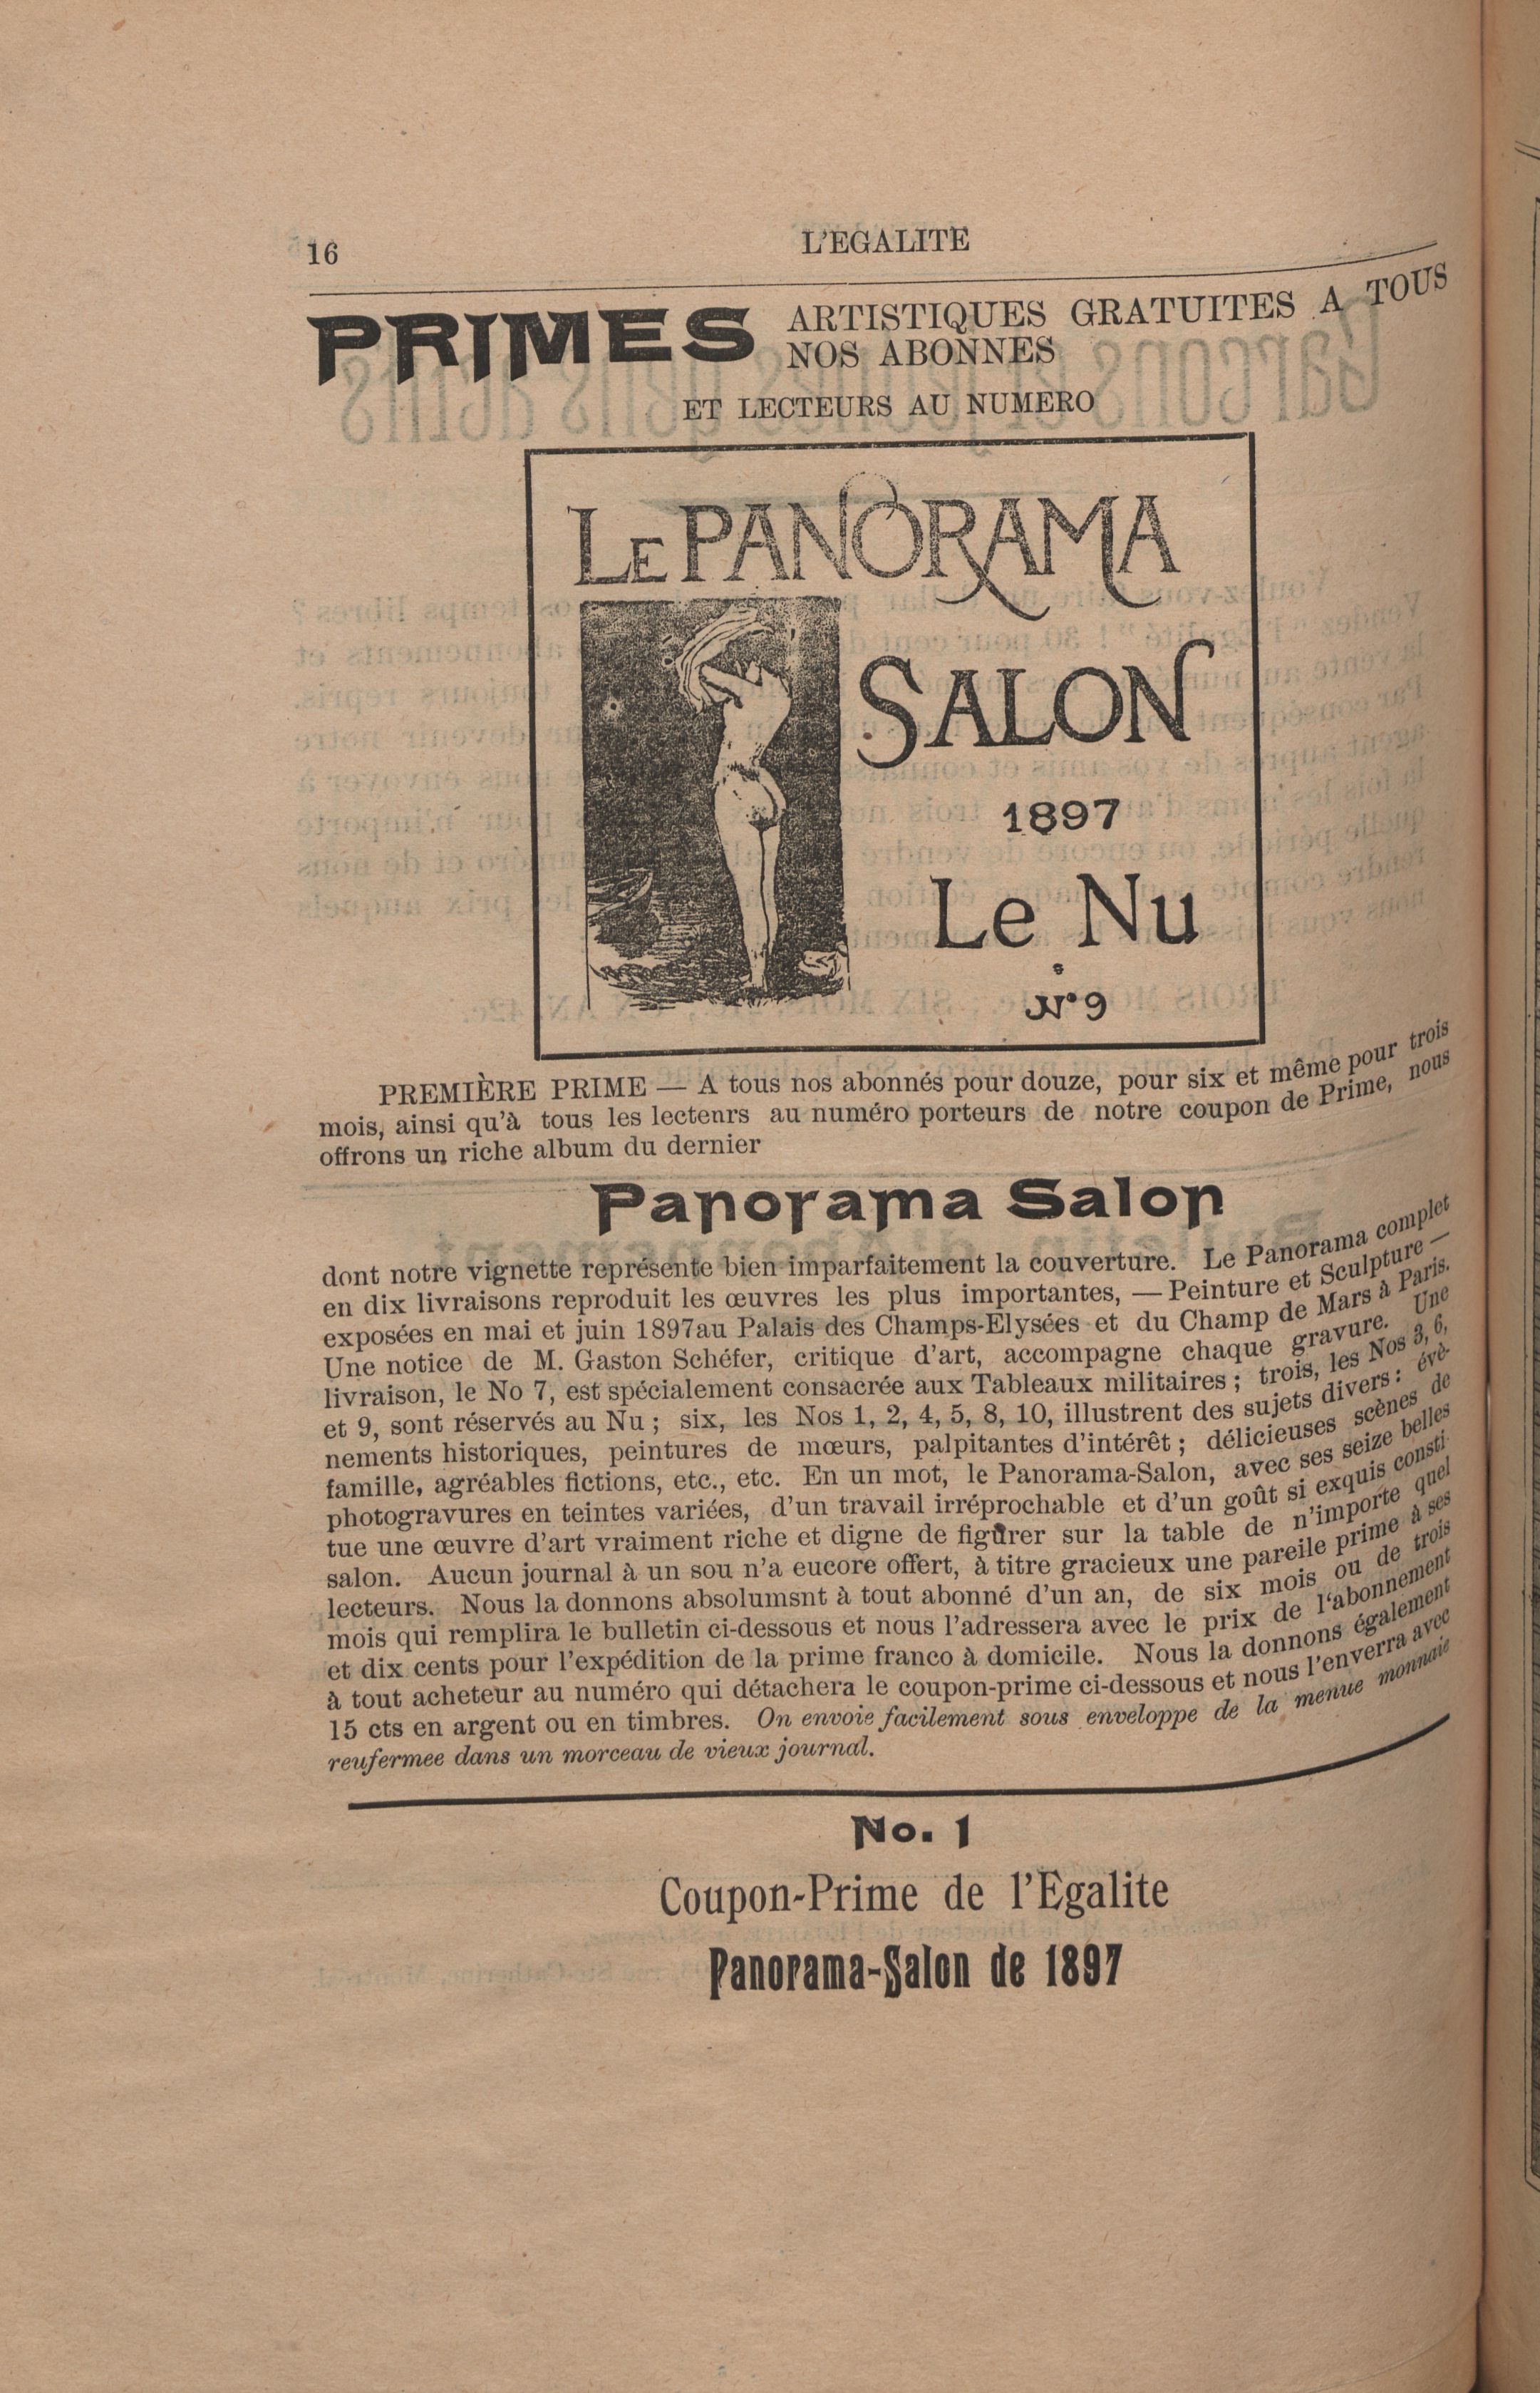 16
L'EGALITE
PRIMES ARTISTIQUES GRATUITES A TOUS
NOS ABONNES
ET LECTEURS AU NUMERO
LE PANORAMA
SALON
1897
Le Nu
No 9
PREMIÈRE PRIME — A tous nos abonnés pour douze, pour six et même pour trois
mois, ainsi qu'à tous les lectenrs au numéro porteurs de notre coupon de Prime, nous
offrons un riche album du dernier
Panorama Salon
dont notre vignette représente bien imparfaitement la couverture. Le Panorama complet
en dix livraisons reproduit les œuvres les plus importantes, — Peinture et Sculpture —
exposées en mai et juin 1897au Palais des Champs-Elysées et du Champ de Mars à Paris.
Une notice de M. Gaston Schéfer, critique d'art, accompagne chaque gravure. Une
livraison, le No 7, est spécialement consacrée aux Tableaux militaires ; trois, les Nos 3, 6,
et 9, sont réservés au Nu ; six, les Nos 1, 2, 4, 5, 8, 10, illustrent des sujets divers : évè-
nements historiques, peintures de mœurs, palpitantes d'intérêt ; délicieuses scènes de
famille, agréables fictions, etc., etc. En un mot, le Panorama-Salon, avec ses seize belles
photogravures en teintes variées, d'un travail irréprochable et d'un goût si exquis consti-
tue une œuvre d'art vraiment riche et digne de figurer sur la table de n'importe quel
salon. Aucun journal à un sou n'a eucore offert, à titre gracieux une pareile prime à ses
lecteurs. Nous la donnons absolumsnt à tout abonné d'un an, de six mois ou de trois
mois qui remplira le bulletin ci-dessous et nous l'adressera avec le prix de l'abonnement
et dix cents pour l'expédition de la prime franco à domicile. Nous la donnons également
à tout acheteur au numéro qui détachera le coupon-prime ci-dessous et nous l'enverra avec
15 cts en argent ou en timbres. On envoie facilement sous enveloppe de la menue monnaie
reufermee dans un morceau de vieux journal.
No. 1
Coupon-Prime de l'Egalite
Panorama-Salon de 1897